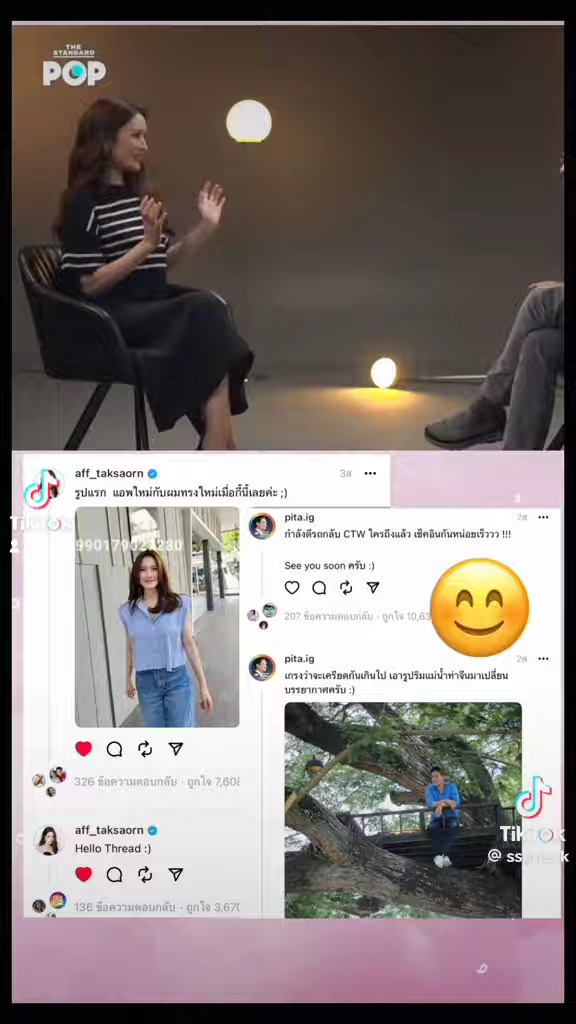 THE
STANDARD
POP
aff_taksaorn
3ส
รูปแรก แอพใหม่กับผมทรงใหม่เมื่อกี้นี้เลยค่ะ ;)
TikTok
990179021280
326 ข้อความตอบกลับ · ถูกใจ 7,608
aff_taksaorn
Hello Thread :)
136 ข้อความตอบกลับ · ถูกใจ 3,670
pita.ig
2ส
กำลังตีรถกลับ CTW ใครถึงแล้ว เช็คอินกันหน่อยเร็ววว !!!
See you soon ครับ :)
207 ข้อความตอบกลับ · ถูกใจ 10,63
pita.ig
2ส
เกรงว่าจะเครียดกันเกินไป เอารูปริมแม่น้ำท่าจีนมาเปลี่ยน
บรรยากาศครับ :)
TikTok